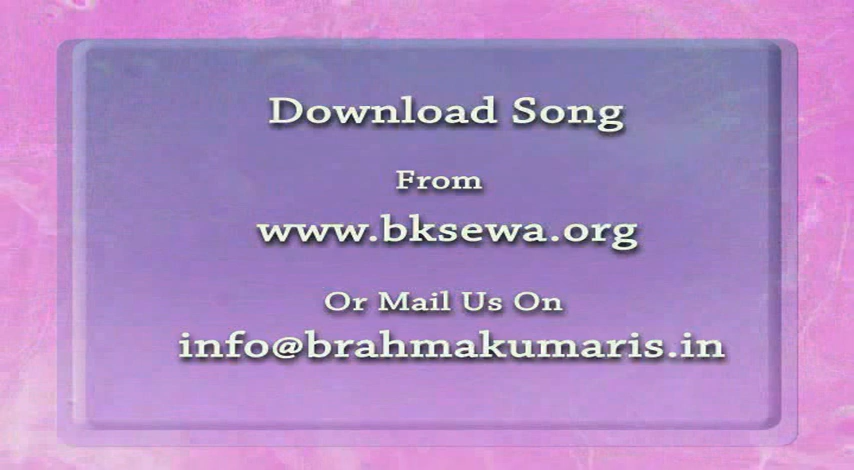 Download Song
From
www.bksewa.org
Or Mail Us On
info@brahmakumaris.in